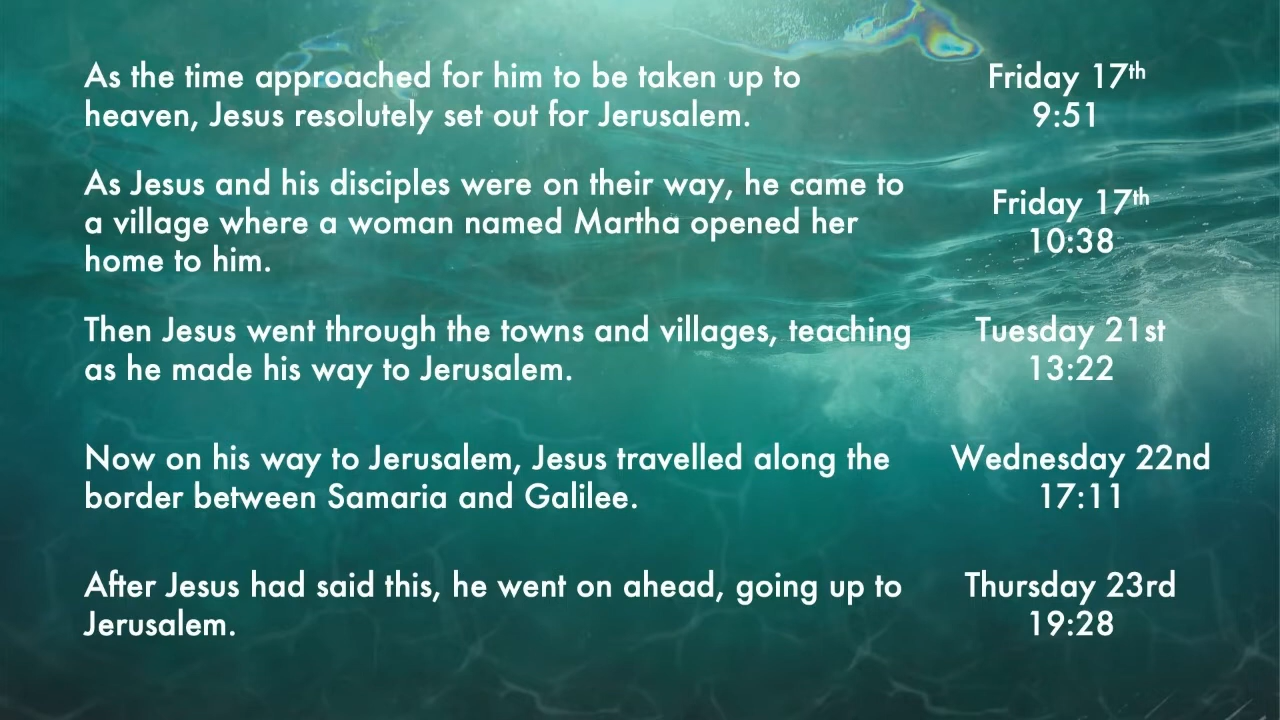 As the time approached for him to be taken up to
heaven, Jesus resolutely set out for Jerusalem.
Friday 17th
9:51
As Jesus and his disciples were on their way, he came to
a village where a woman named Martha opened her
home to him.
Friday 17th
10:38
Then Jesus went through the towns and villages, teaching
as he made his way to Jerusalem.
Tuesday 21st
13:22
Now on his way to Jerusalem, Jesus travelled along the
border between Samaria and Galilee.
Wednesday 22nd
17:11
After Jesus had said this, he went on ahead, going up to
Jerusalem.
Thursday 23rd
19:28